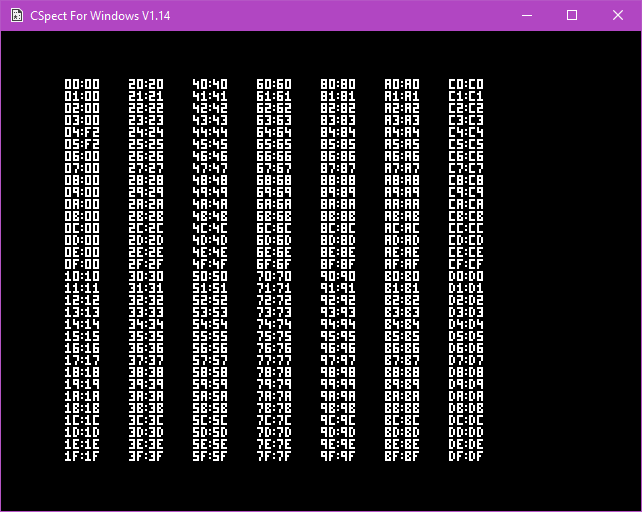 CSpect For Windows V1.14
00:00 20:20 40:40 60:60 80:80 A0:A0 C0:C0
01:00 21:21 41:41 61:61 81:81 A1:A1 C1:C1
02:00 22:22 42:42 62:62 82:82 A2:A2 C2:C2
03:00 23:23 43:43 63:63 83:83 A3:A3 C3:C3
04:F2 24:24 44:44 64:64 84:84 A4:A4 C4:C4
05:F2 25:25 45:45 65:65 85:85 A5:A5 C5:C5
06:00 26:26 46:46 66:66 86:86 A6:A6 C6:C6
07:00 27:27 47:47 67:67 87:87 A7:A7 C7:C7
08:00 28:28 48:48 68:68 88:88 A8:A8 C8:C8
09:00 29:29 49:49 69:69 89:89 A9:A9 C9:C9
0A:00 2A:2A 4A:4A 6A:6A 8A:8A AA:AA CA:CA
0B:00 2B:2B 4B:4B 6B:6B 8B:8B AB:AB CB:CB
0C:00 2C:2C 4C:4C 6C:6C 8C:8C AC:AC CC:CC
0D:00 2D:2D 4D:4D 6D:6D 8D:8D AD:AD CD:CD
0E:00 2E:2E 4E:4E 6E:6E 8E:8E AE:AE CE:CE
0F:00 2F:2F 4F:4F 6F:6F 8F:8F AF:AF CF:CF
10:10 30:30 50:50 70:70 90:90 B0:B0 D0:D0
11:11 31:31 51:51 71:71 91:91 B1:B1 D1:D1
12:12 32:32 52:52 72:72 92:92 B2:B2 D2:D2
13:13 33:33 53:53 73:73 93:93 B3:B3 D3:D3
14:14 34:34 54:54 74:74 94:94 B4:B4 D4:D4
15:15 35:35 55:55 75:75 95:95 B5:B5 D5:D5
16:16 36:36 56:56 76:76 96:96 B6:B6 D6:D6
17:17 37:37 57:57 77:77 97:97 B7:B7 D7:D7
18:18 38:38 58:58 78:78 98:98 B8:B8 D8:D8
19:19 39:39 59:59 79:79 99:99 B9:B9 D9:D9
1A:1A 3A:3A 5A:5A 7A:7A 9A:9A BA:BA DA:DA
1B:1B 3B:3B 5B:5B 7B:7B 9B:9B BB:BB DB:DB
1C:1C 3C:3C 5C:5C 7C:7C 9C:9C BC:BC DC:DC
1D:1D 3D:3D 5D:5D 7D:7D 9D:9D BD:BD DD:DD
1E:1E 3E:3E 5E:5E 7E:7E 9E:9E BE:BE DE:DE
1F:1F 3F:3F 5F:5F 7F:7F 9F:9F BF:BF DF:DF